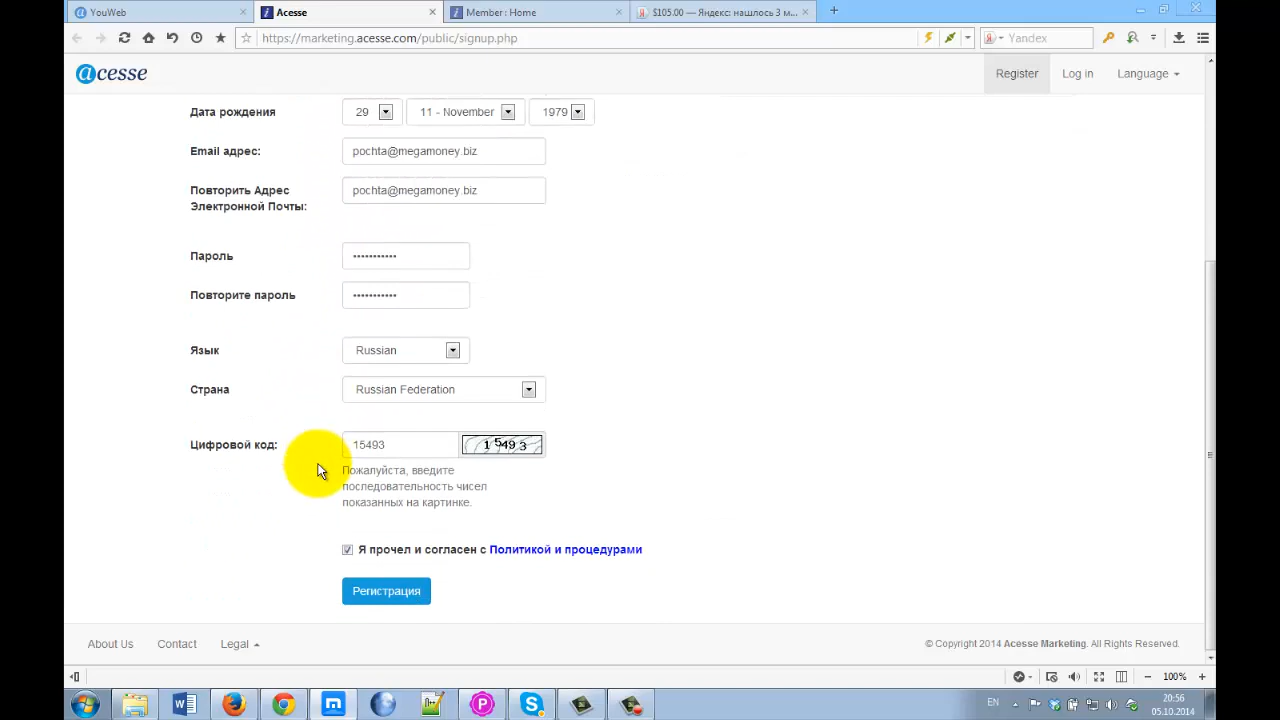 YouWeb
Acesse
Member : Home
$105.00 — Яндекс: нашлось 3 м...
https://marketing.acesse.com/public/signup.php
Yandex
acesse
Register
Log in
Language
Дата рождения
29
11 - November
1979
Email адрес:
pochta@megamoney.biz
Повторить Адрес
Электронной Почты:
pochta@megamoney.biz
Пароль
•••••••••••
Повторите пароль
•••••••••••
Язык
Russian
Страна
Russian Federation
Цифровой код:
15493
15493
Пожалуйста, введите
последовательность чисел
показанных на картинке.
Я прочел и согласен с Политикой и процедурами
Регистрация
About Us
Contact
Legal
© Copyright 2014 Acesse Marketing. All Rights Reserved.
100%
EN
20:56
05.10.2014